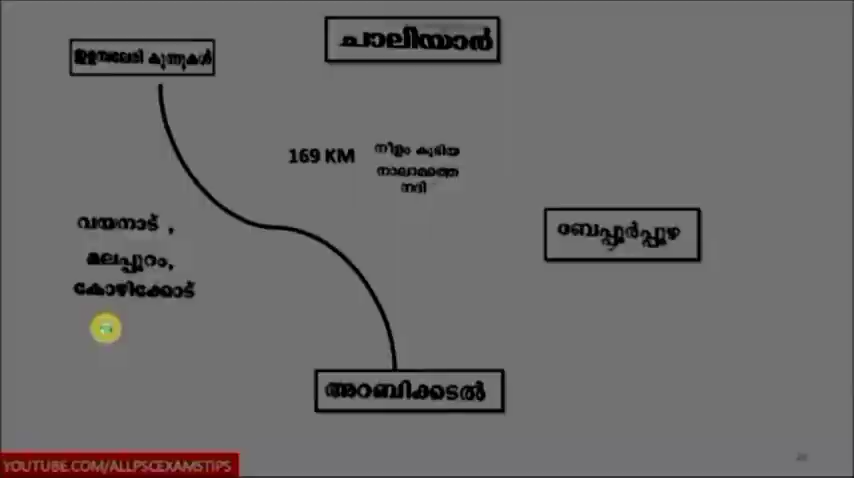 ചാലിയാർ
ഇളമ്പലേരി കുന്നുകൾ
169 KM
നീളം കൂടിയ
നാലാമത്തെ
നദി
വയനാട് ,
മലപ്പുറം,
കോഴിക്കോട്
ബേപ്പൂർപ്പുഴ
അറബിക്കടൽ
YOUTUBE.COM/ALLPSCEXAMSTIPS